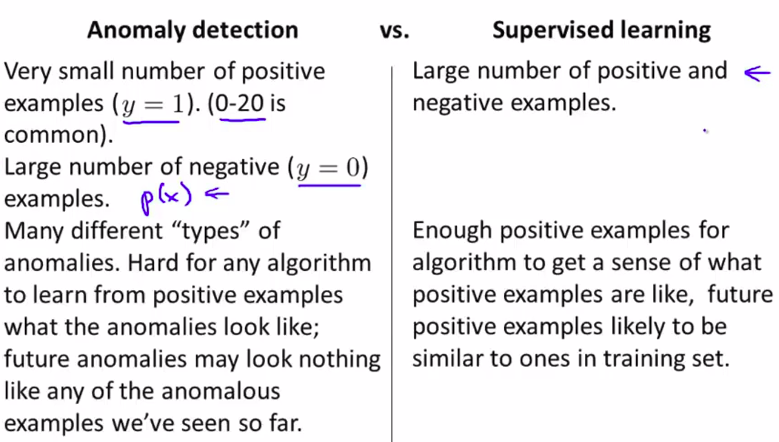 Anomaly detection vs. Supervised learning
Very small number of positive
examples (y = 1). (0-20 is
common).
Large number of negative (y = 0)
examples. p(x) ←
Many different “types” of
anomalies. Hard for any algorithm
to learn from positive examples
what the anomalies look like;
future anomalies may look nothing
like any of the anomalous
examples we’ve seen so far.
Large number of positive and ←
negative examples.
Enough positive examples for
algorithm to get a sense of what
positive examples are like, future
positive examples likely to be
similar to ones in training set.